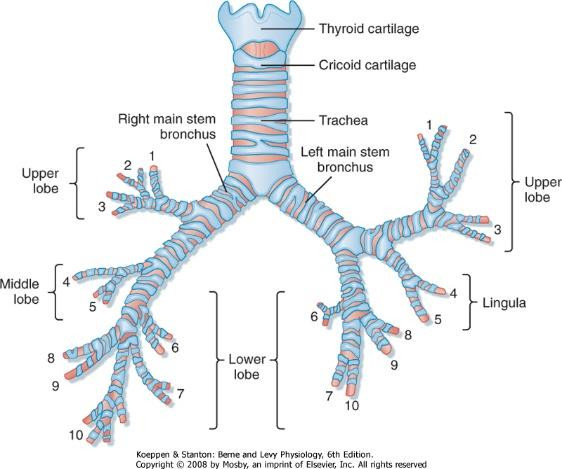 Thyroid cartilage
Cricoid cartilage
Trachea
Right main stem
bronchus
Left main stem
bronchus
Upper
lobe
1
2
3
Middle
lobe
4
5
6
7
8
9
10
Lower
lobe
1
2
3
Upper
lobe
4
5
Lingula
6
7
8
9
10
Koeppen & Stanton: Berne and Levy Physiology, 6th Edition.
Copyright © 2008 by Mosby, an imprint of Elsevier, Inc. All rights reserved